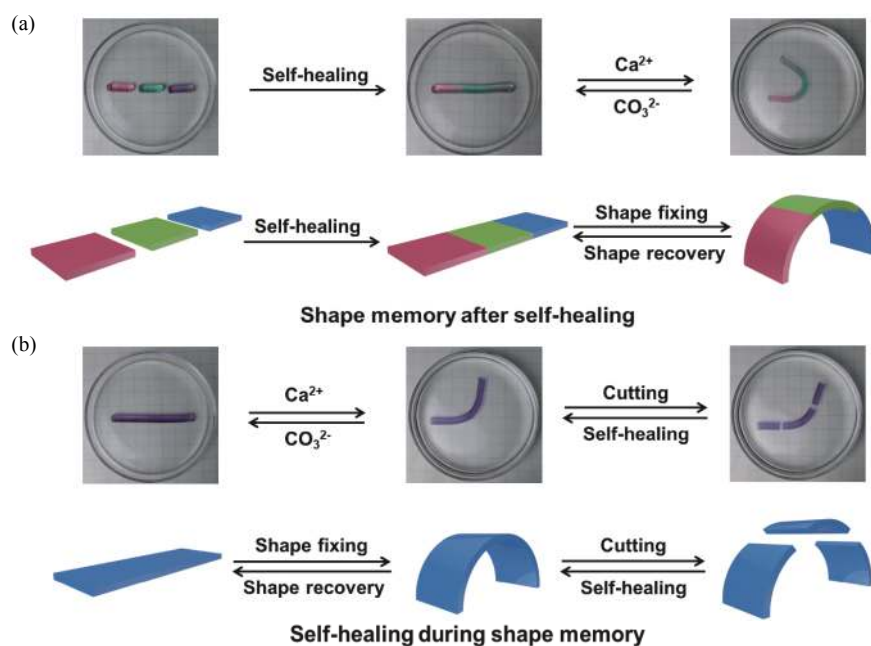 (a)
Self-healing
Ca²⁺
CO₃²⁻
Self-healing
Shape fixing
Shape recovery
Shape memory after self-healing
(b)
Ca²⁺
CO₃²⁻
Cutting
Self-healing
Shape fixing
Shape recovery
Cutting
Self-healing
Self-healing during shape memory